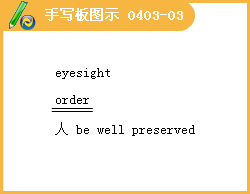 手写板图示 0403-03
eyesight
order
人 be well preserved